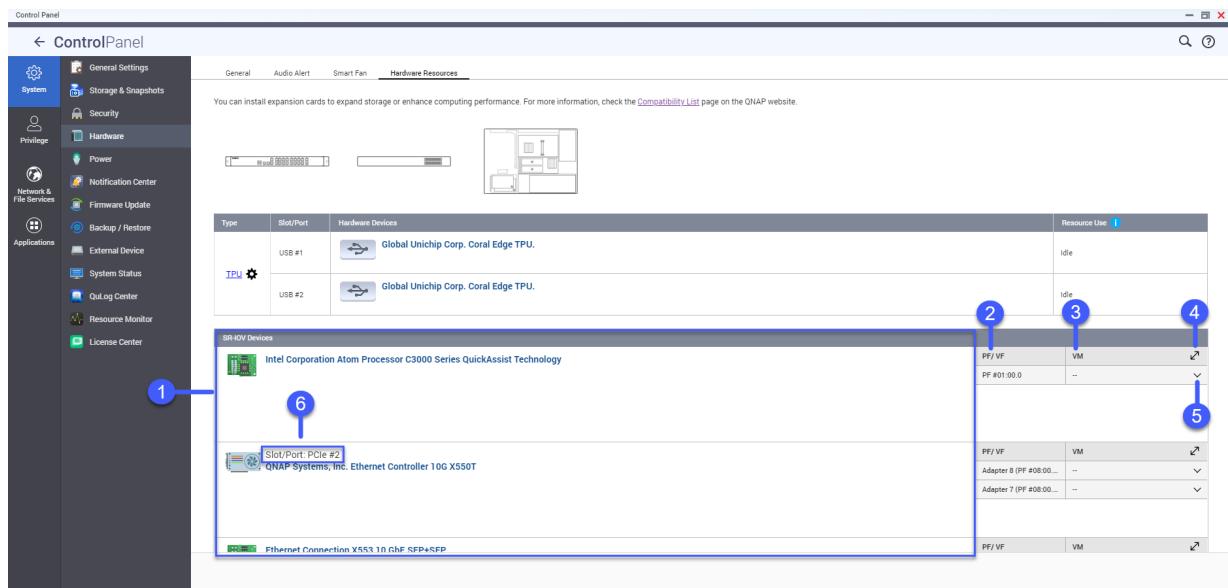 Control Panel
ControlPanel
System
Privilege
Network &
File Services
Applications
General Settings
Storage & Snapshots
Security
Hardware
Power
Notification Center
Firmware Update
Backup / Restore
External Device
System Status
QuLog Center
Resource Monitor
License Center
General Audio Alert Smart Fan Hardware Resources
You can install expansion cards to expand storage or enhance computing performance. For more information, check the Compatibility List page on the QNAP website.
Type Slot/Port Hardware Devices Resource Use i
TPU
USB #1 Global Unichip Corp. Coral Edge TPU. Idle
USB #2 Global Unichip Corp. Coral Edge TPU. Idle
2 3 4
SR-IOV Devices
Intel Corporation Atom Processor C3000 Series QuickAssist Technology
PF/ VF VM
PF #01:00.0 --
1
6
5
Slot/Port: PCIe #2
QNAP Systems, Inc. Ethernet Controller 10G X550T
PF/ VF VM
Adapter 8 (PF #08:00... --
Adapter 7 (PF #08:00... --
Ethernet Connection X553 10 GbE SFP+SFP
PF/ VF VM